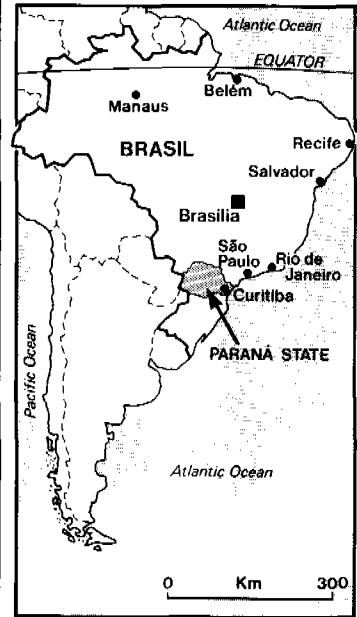 Atlantic Ocean
EQUATOR
Belém
Manaus
Recife
BRASIL
Salvador
Brasilia
São
Paulo
Rio de
Janeiro
Curitiba
PARANÁ STATE
Pacific Ocean
Atlantic Ocean
0 Km 300